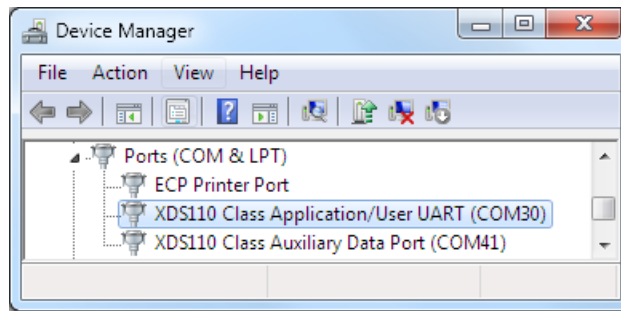 Device Manager
File Action View Help
Ports (COM & LPT)
ECP Printer Port
XDS110 Class Application/User UART (COM30)
XDS110 Class Auxiliary Data Port (COM41)